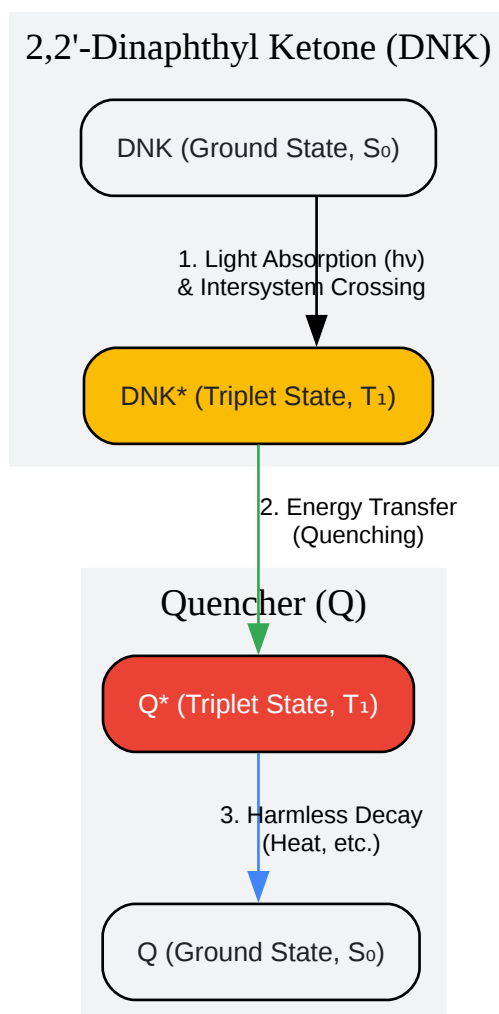 2,2'-Dinaphthyl Ketone (DNK)
DNK (Ground State, S₀)
1. Light Absorption (hν)
& Intersystem Crossing
DNK* (Triplet State, T₁)
2. Energy Transfer
(Quenching)
Quencher (Q)
Q* (Triplet State, T₁)
3. Harmless Decay
(Heat, etc.)
Q (Ground State, S₀)